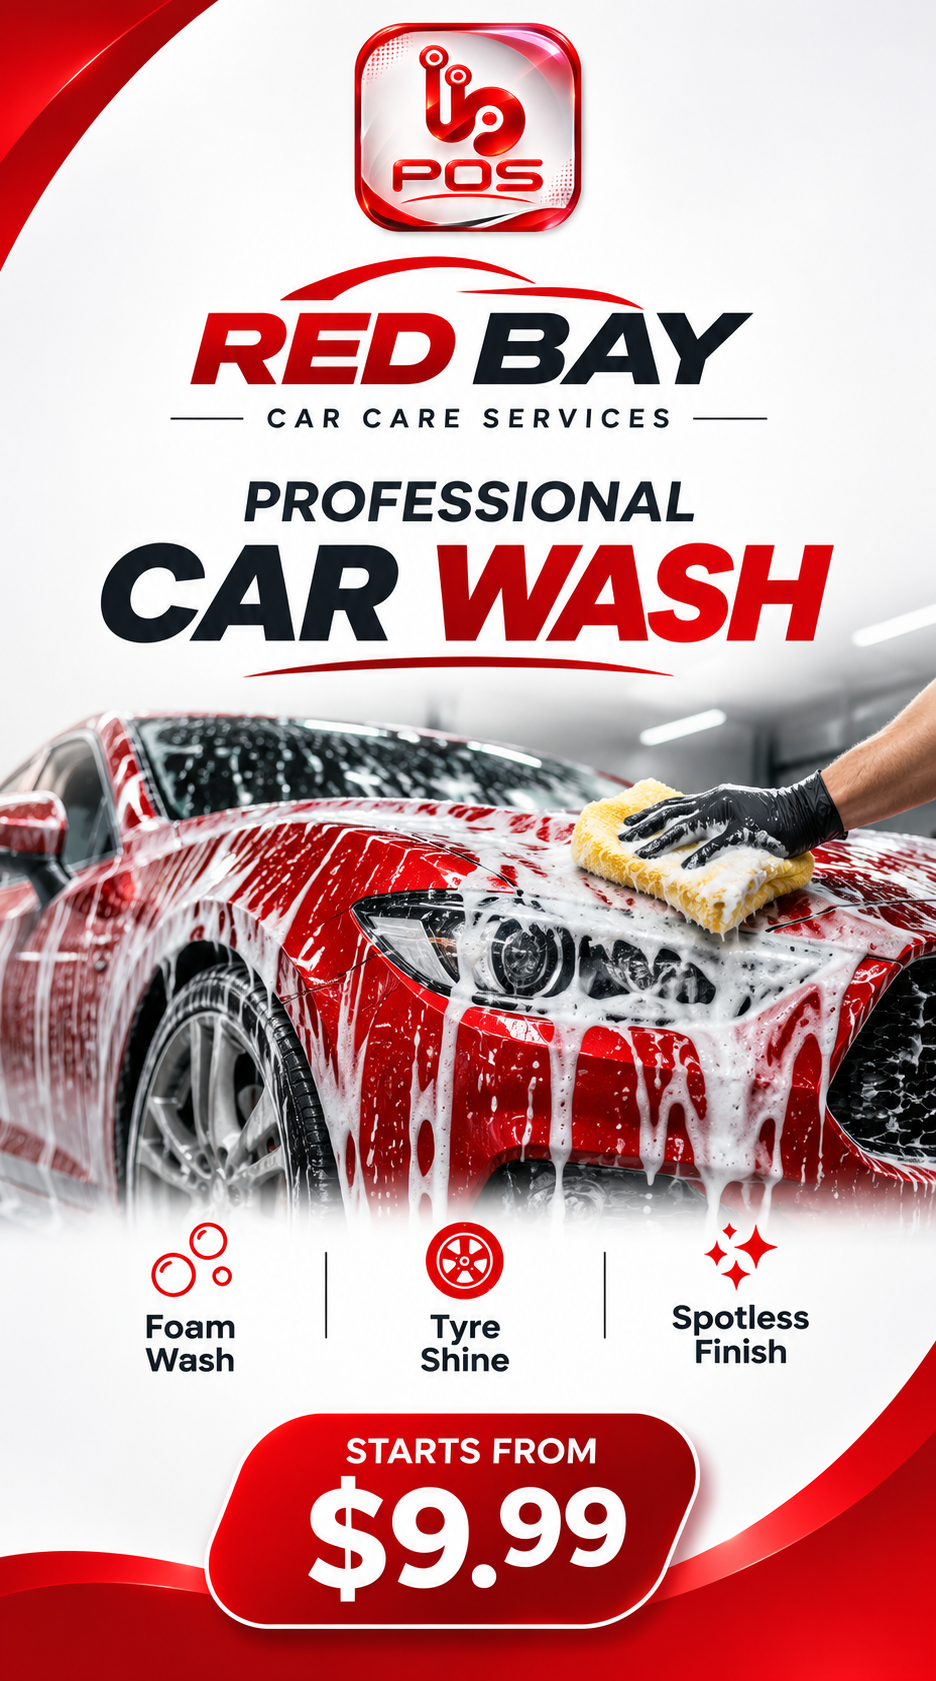 POS
RED BAY
CAR CARE SERVICES
PROFESSIONAL
CAR WASH
Foam
Wash
Tyre
Shine
Spotless
Finish
STARTS FROM
$9.99